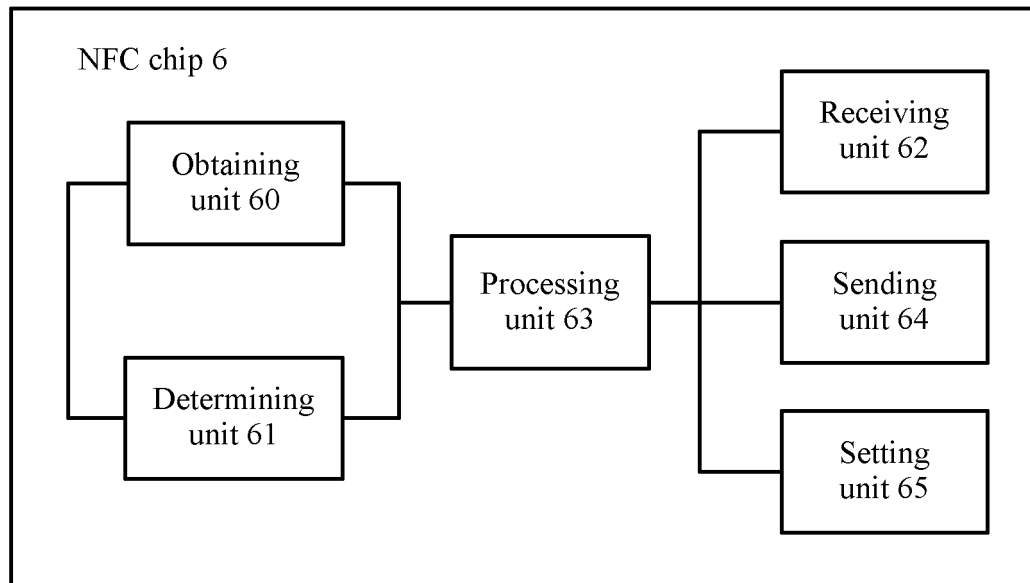 NFC chip 6
Obtaining
unit 60
Determining
unit 61
Processing
unit 63
Receiving
unit 62
Sending
unit 64
Setting
unit 65